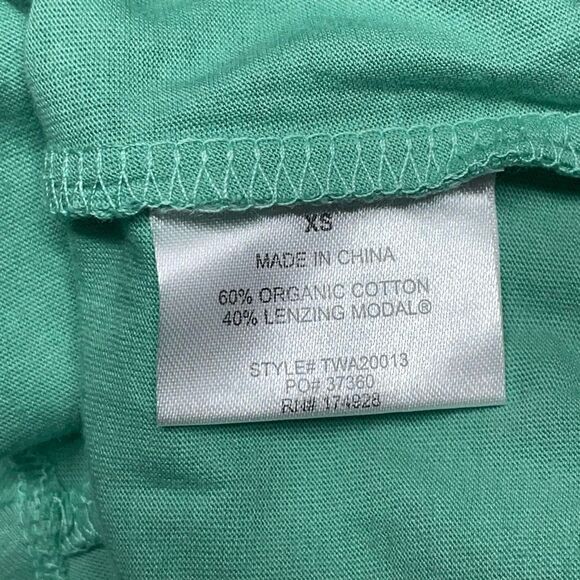 XS
MADE IN CHINA
60% ORGANIC COTTON
40% LENZING MODAL®
STYLE# TWA20013
PO# 37360
RN# 174928